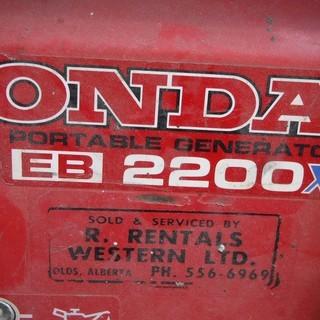 ONDA
PORTABLE GENERATO
EB 2200X
SOLD & SERVICED BY
R. RENTALS
WESTERN LTD.
OLDS, ALBERTA PH. 556-6969